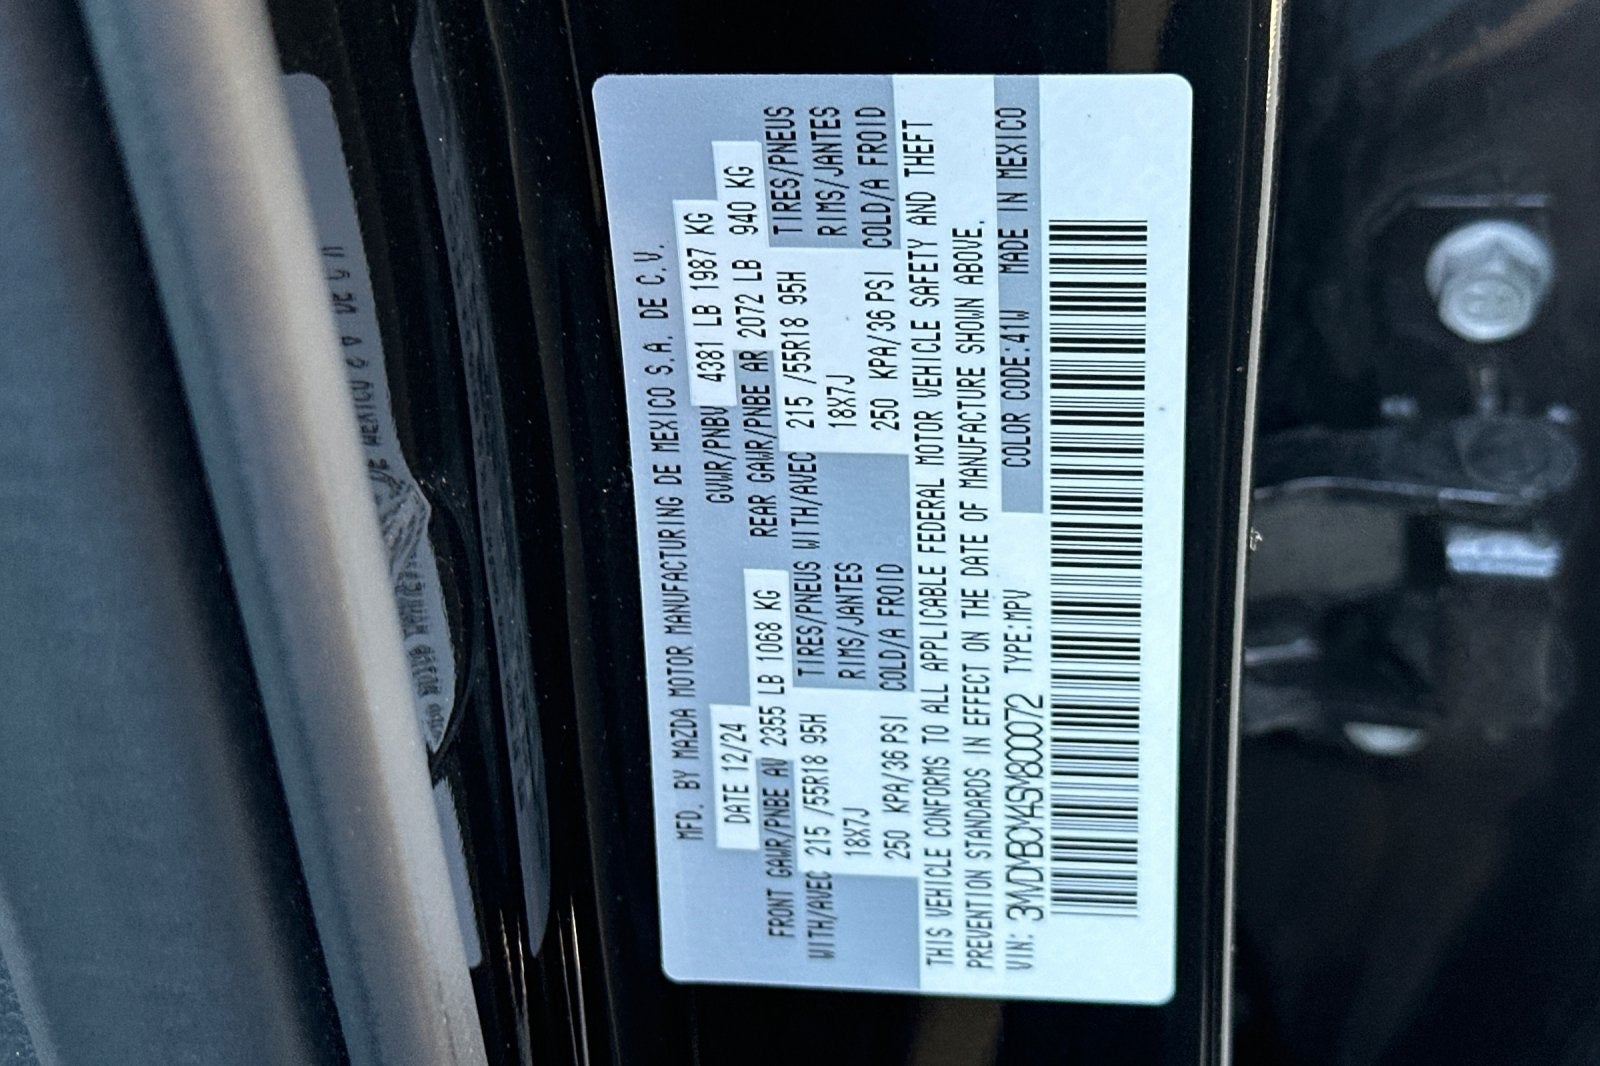 MFD. BY MAZDA MOTOR MANUFACTURING DE MEXICO S.A. DE C.V.
DATE 12/24 GVWR/PNBV 4381 LB 1987 KG
FRONT GAWR/PNBE AV 2355 LB 1068 KG REAR GAWR/PNBE AR 2072 LB 940 KG
WITH/AVEC 215 /55R18 95H TIRES/PNEUS WITH/AVEC 215 /55R18 95H TIRES/PNEUS
18X7J RIMS/JANTES 18X7J RIMS/JANTES
250 KPA/36 PSI COLD/A FROID 250 KPA/36 PSI COLD/A FROID
THIS VEHICLE CONFORMS TO ALL APPLICABLE FEDERAL MOTOR VEHICLE SAFETY AND THEFT
PREVENTION STANDARDS IN EFFECT ON THE DATE OF MANUFACTURE SHOWN ABOVE.
VIN: 3MVDMBCM4SM800072 TYPE:MPV COLOR CODE:41W MADE IN MEXICO